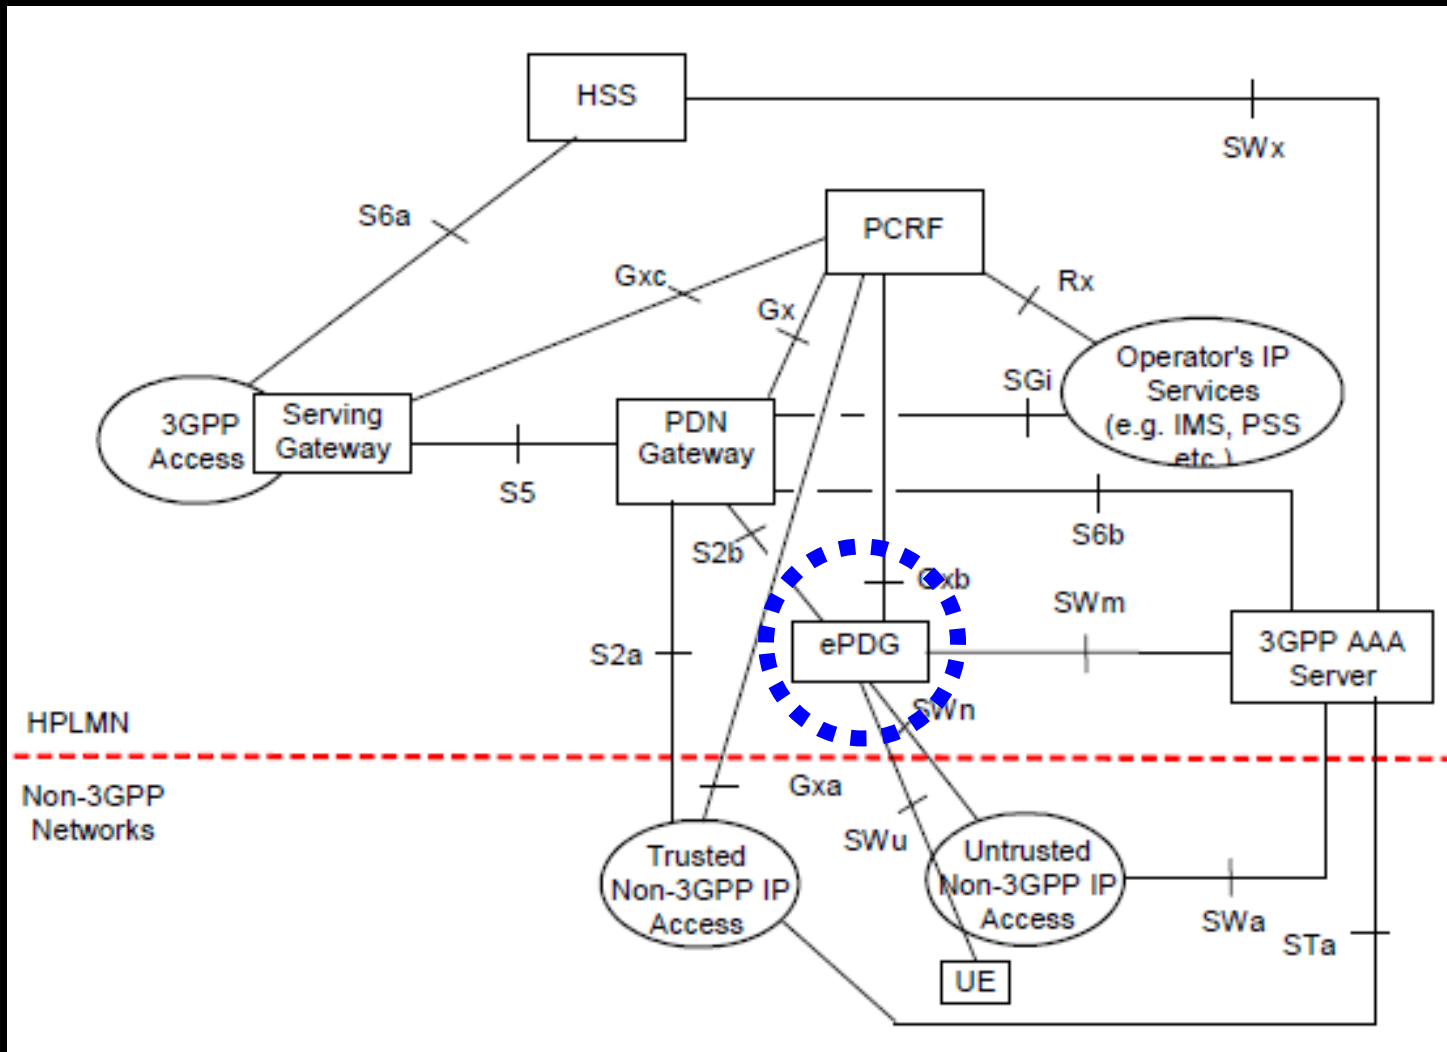 HSS
SWx
S6a
PCRF
Gxc
Rx
Gx
Operator's IP
Services
(e.g. IMS, PSS
etc.)
SGi
3GPP
Access
Serving
Gateway
PDN
Gateway
S5
S6b
S2b
Gxb
SWm
ePDG
3GPP AAA
Server
S2a
SWn
HPLMN
Non-3GPP
Networks
Gxa
SWu
Trusted
Non-3GPP IP
Access
Untrusted
Non-3GPP IP
Access
SWa
STa
UE